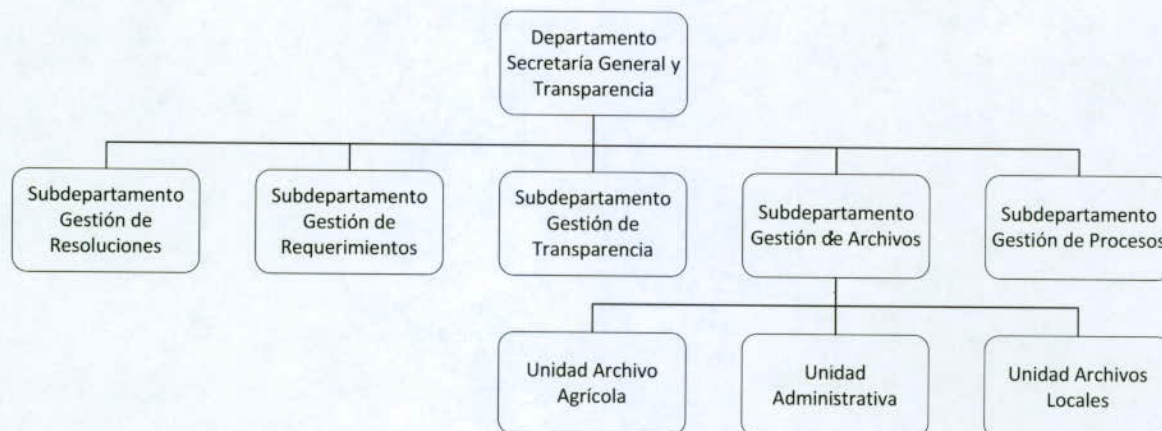 Departamento
Secretaría General y
Transparencia
Subdepartamento
Gestión de
Resoluciones
Subdepartamento
Gestión de
Requerimientos
Subdepartamento
Gestión de
Transparencia
Subdepartamento
Gestión de Archivos
Subdepartamento
Gestión de Procesos
Unidad Archivo
Agrícola
Unidad
Administrativa
Unidad Archivos
Locales